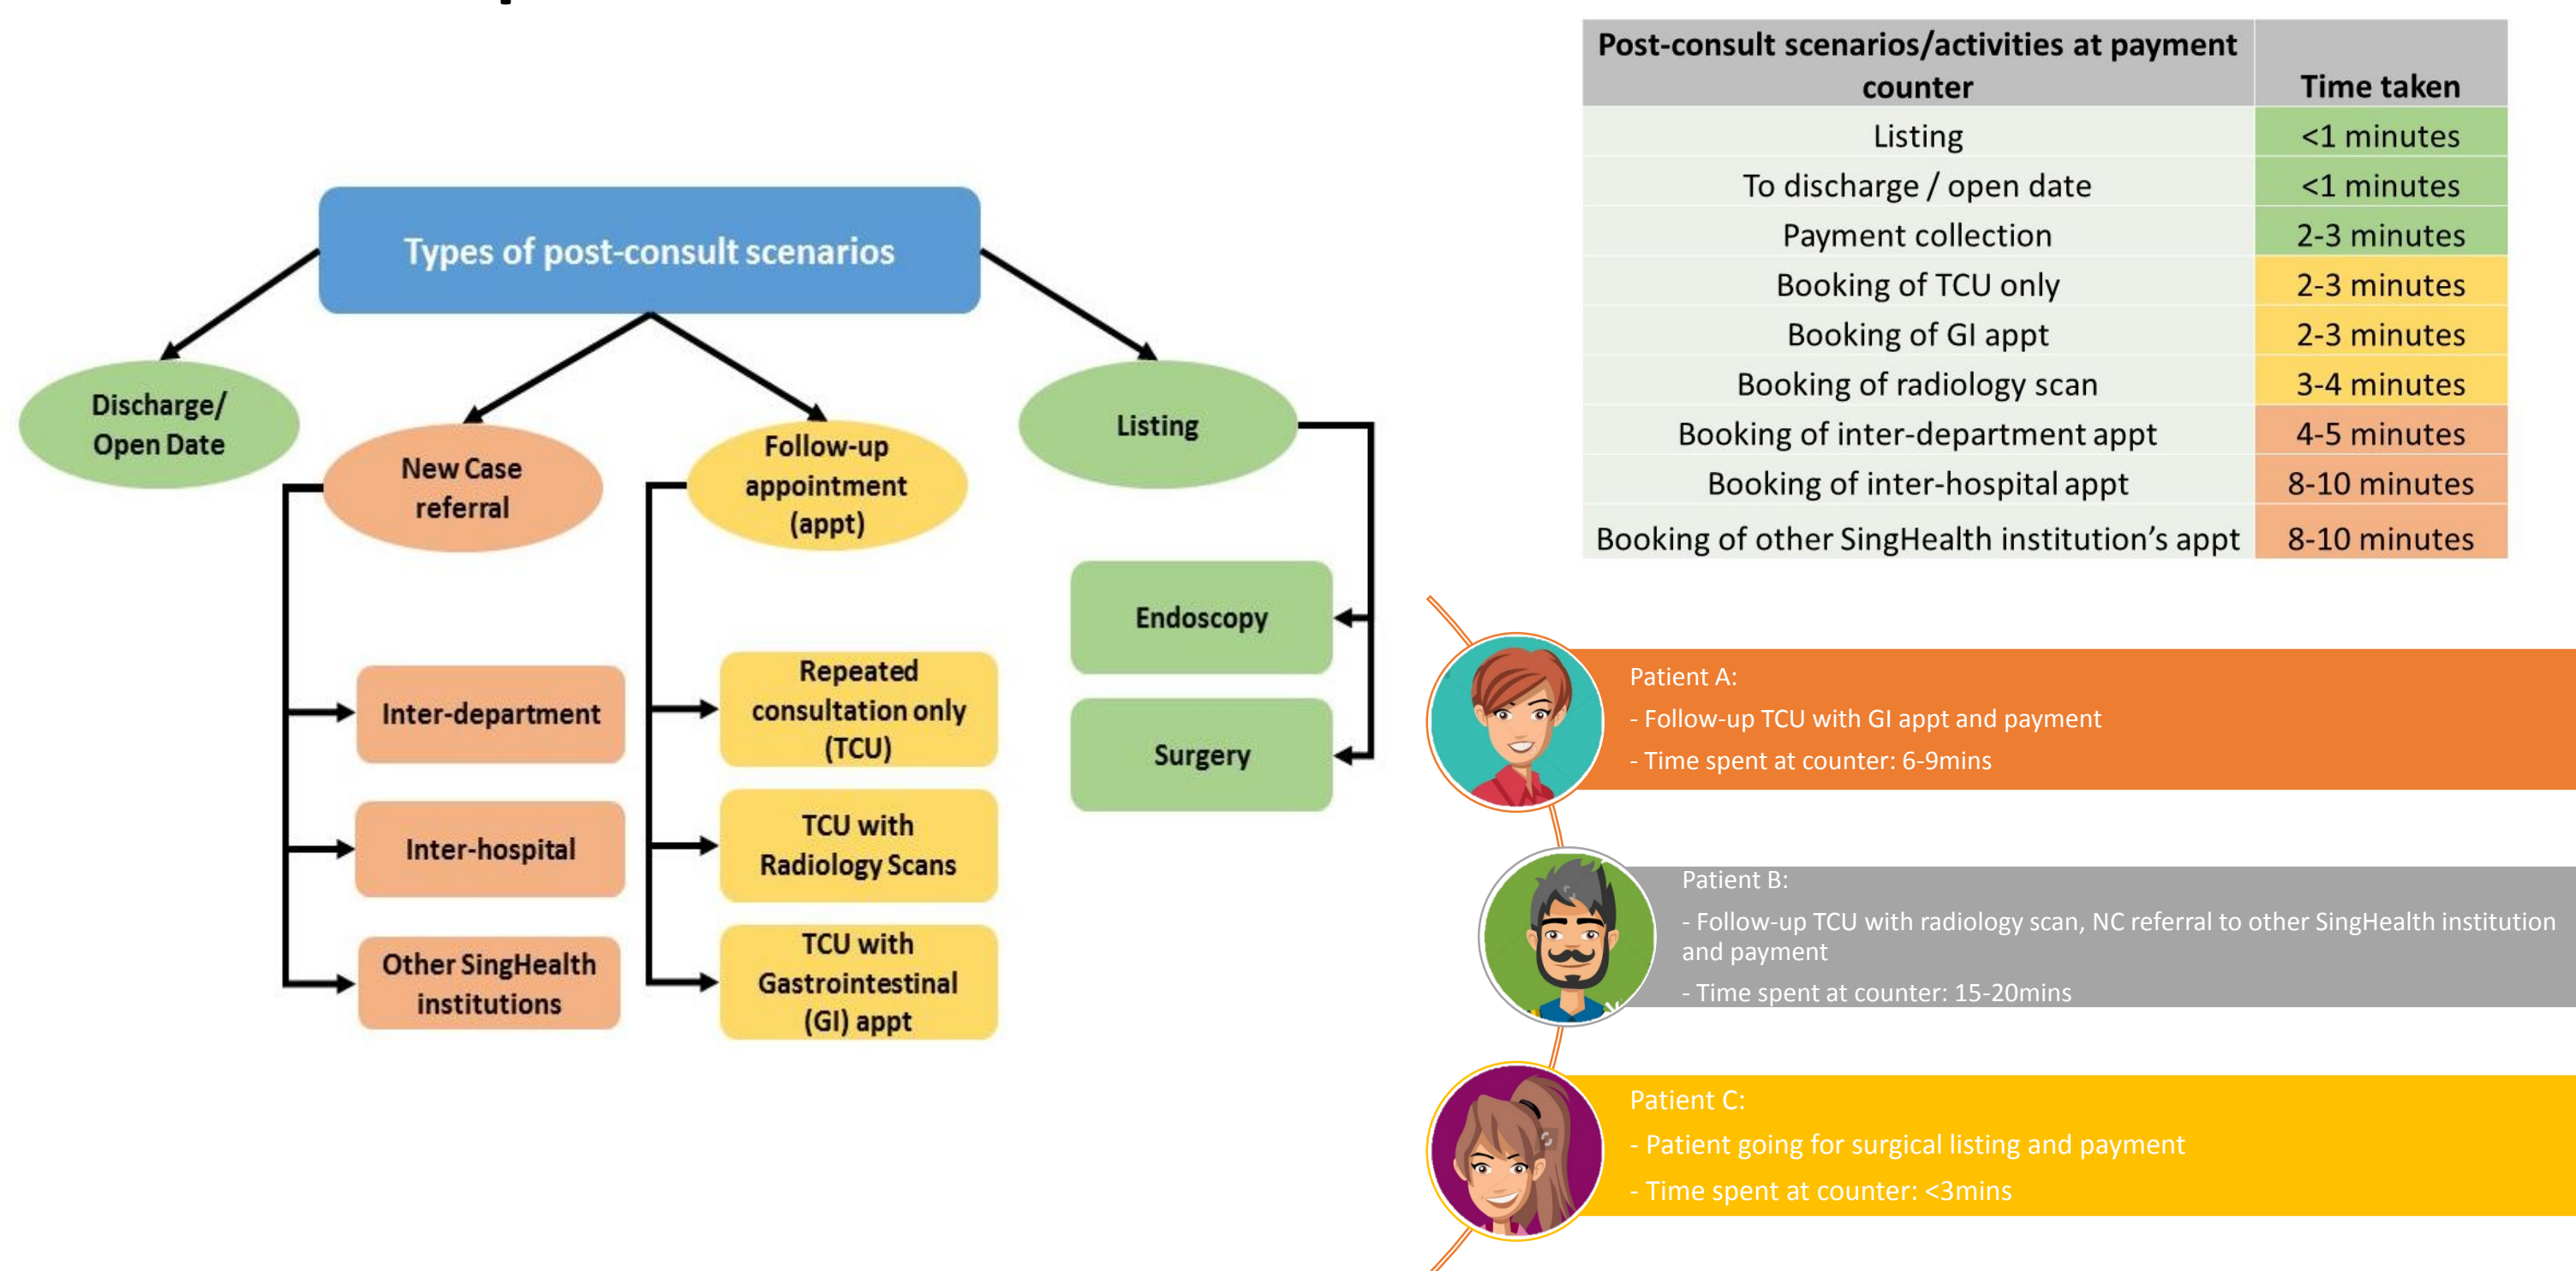 Types of post-consult scenarios
Discharge/
Open Date
New Case
referral
Follow-up
appointment
(appt)
Listing
Inter-department
Inter-hospital
Other SingHealth
institutions
Repeated
consultation only
(TCU)
TCU with
Radiology Scans
TCU with
Gastrointestinal
(GI) appt
Endoscopy
Surgery
Post-consult scenarios/activities at payment
counter
Time taken
Listing <1 minutes
To discharge / open date <1 minutes
Payment collection 2-3 minutes
Booking of TCU only 2-3 minutes
Booking of GI appt 2-3 minutes
Booking of radiology scan 3-4 minutes
Booking of inter-department appt 4-5 minutes
Booking of inter-hospital appt 8-10 minutes
Booking of other SingHealth institution’s appt 8-10 minutes
Patient A:
- Follow-up TCU with GI appt and payment
- Time spent at counter: 6-9mins
Patient B:
- Follow-up TCU with radiology scan, NC referral to other SingHealth institution
and payment
- Time spent at counter: 15-20mins
Patient C:
- Patient going for surgical listing and payment
- Time spent at counter: <3mins